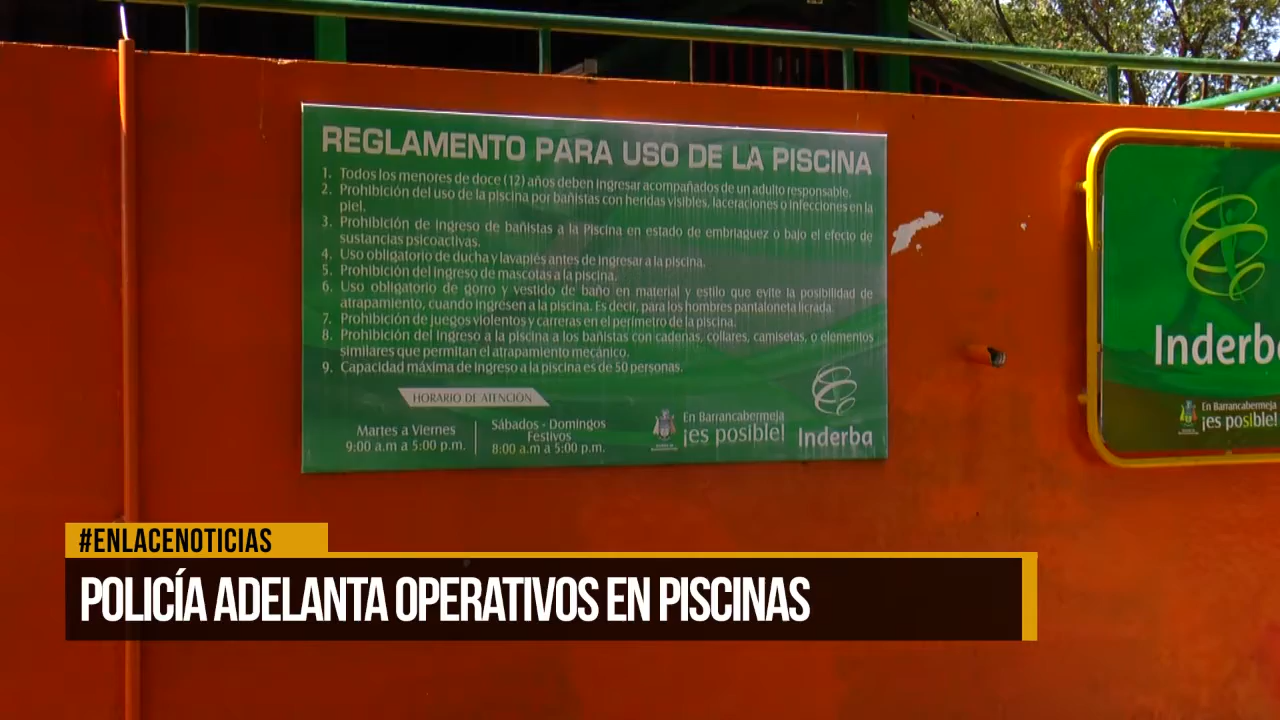 REGLAMENTO PARA USO DE LA PISCINA
1. Todos los menores de doce (12) años deben ingresar acompañados de un adulto responsable.
2. Prohibición del uso de la piscina por bañistas con heridas visibles, laceraciones o infecciones en la
piel.
3. Prohibición de ingreso de bañistas a la Piscina en estado de embriaguez o bajo el efecto de
sustancias psicoactivas.
4. Uso obligatorio de ducha y lavapiés antes de ingresar a la piscina.
5. Prohibición del ingreso de mascotas a la piscina.
6. Uso obligatorio de gorro y vestido de baño en material y estilo que evite la posibilidad de
atrapamiento, cuando ingresen a la piscina. Es decir, para los hombres pantaloneta licrada.
7. Prohibición de juegos violentos y carreras en el perímetro de la piscina.
8. Prohibición del ingreso a la piscina a los bañistas con cadenas, collares, camisetas, o elementos
similares que permitan el atrapamiento mecánico.
9. Capacidad máxima de ingreso a la piscina es de 50 personas.
HORARIO DE ATENCIÓN
Martes a Viernes
9:00 a.m a 5:00 p.m.
Sábados - Domingos
Festivos
8:00 a.m a 5:00 p.m.
En Barrancabermeja
¡es posible!
Inderba
Inderba
En Barrancabermeja
¡es posible!
#ENLACENOTICIAS
POLICÍA ADELANTA OPERATIVOS EN PISCINAS